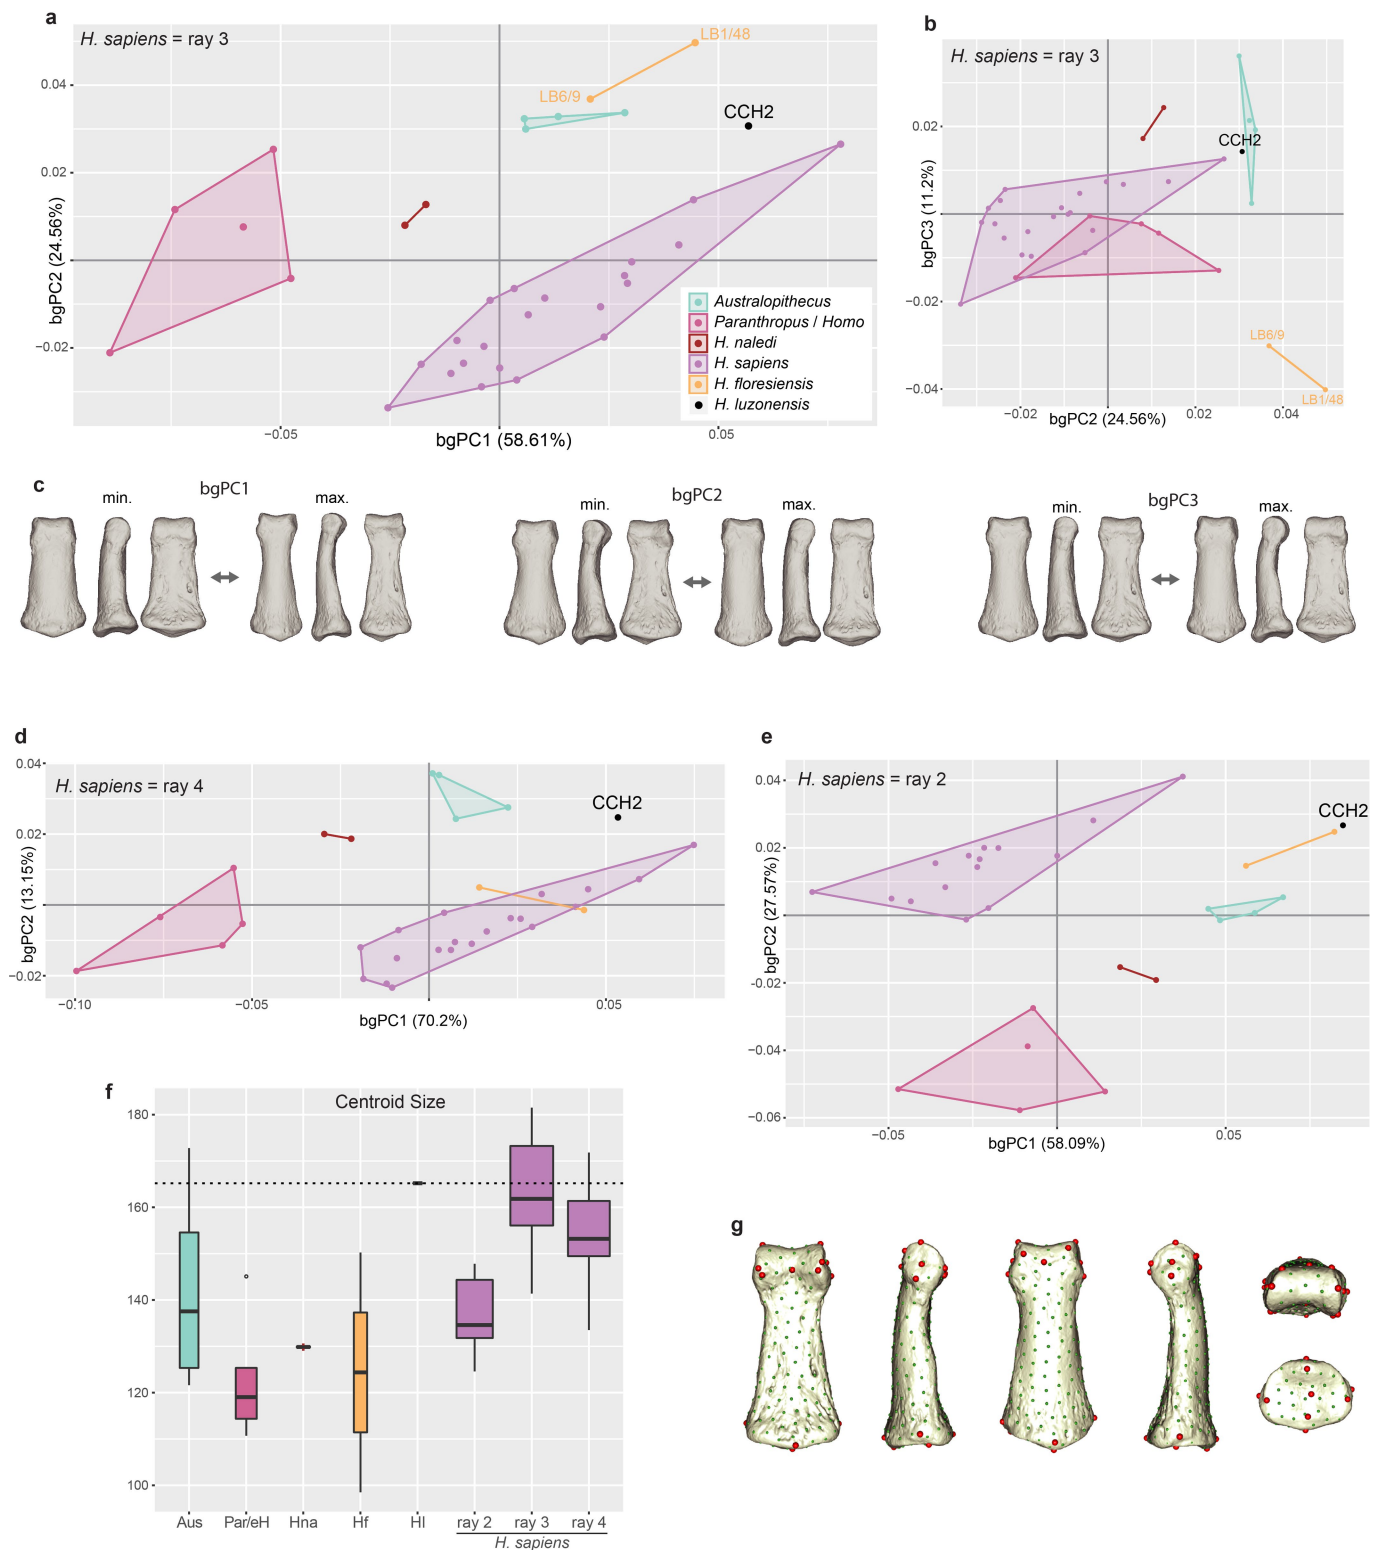 a
H. sapiens = ray 3
LB1/48
LB6/9
CCH2
0.04
0.02
−0.02
bgPC2 (24.56%)
−0.05
0.05
bgPC1 (58.61%)
Australopithecus
Paranthropus / Homo
H. naledi
H. sapiens
H. floresiensis
H. luzonensis
b
H. sapiens = ray 3
CCH2
LB6/9
LB1/48
0.02
−0.02
−0.04
bgPC3 (11.2%)
−0.02
0.02
0.04
bgPC2 (24.56%)
c
bgPC1
min.
max.
bgPC2
min.
max.
bgPC3
min.
max.
d
H. sapiens = ray 4
CCH2
0.04
0.02
−0.02
bgPC2 (13.15%)
−0.10
−0.05
0.05
bgPC1 (70.2%)
e
H. sapiens = ray 2
CCH2
0.04
0.02
-0.02
−0.04
-0.06
bgPC2 (27.57%)
−0.05
0.05
bgPC1 (58.09%)
f
Centroid Size
180
160
140
120
100
Aus
Par/eH
Hna
Hf
Hl
ray 2
ray 3
ray 4
H. sapiens
g